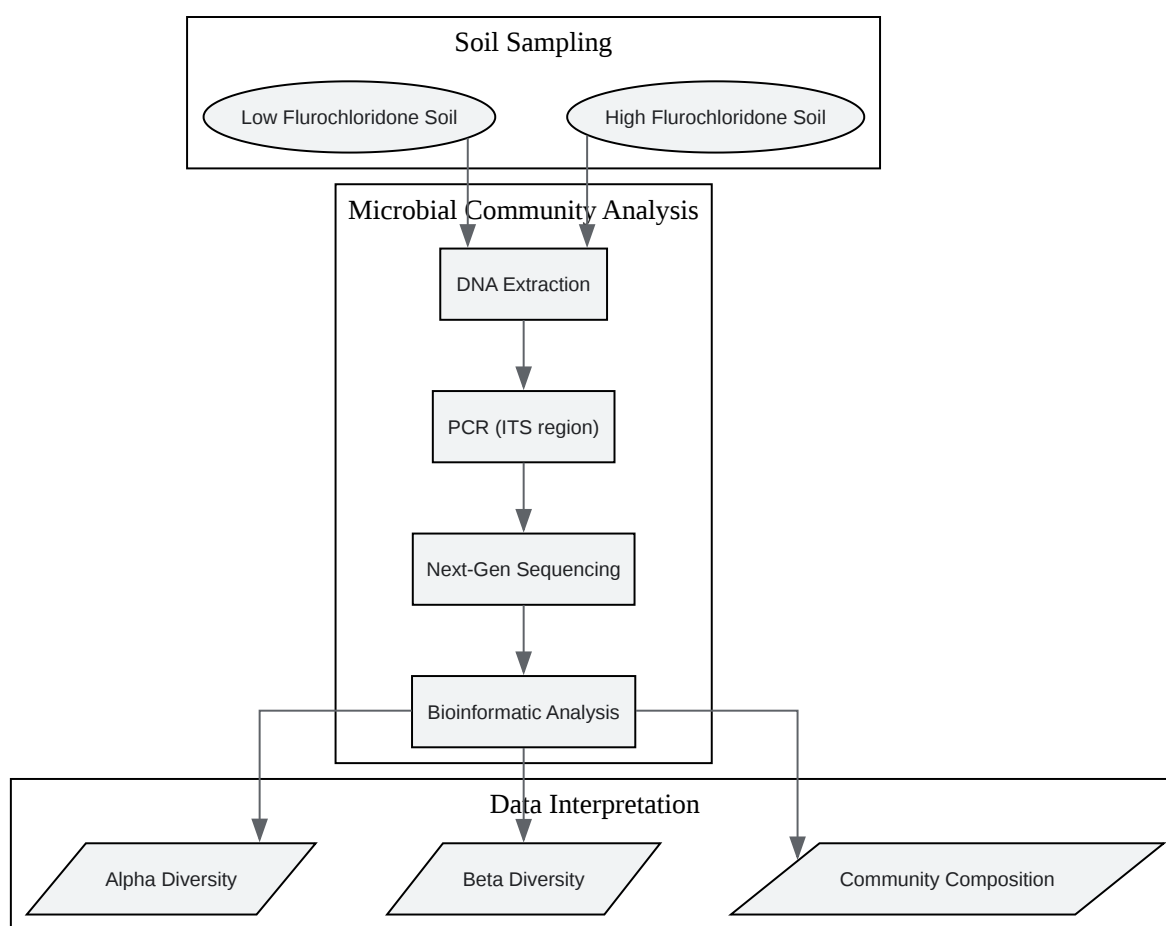 Soil Sampling
Low Flurochloridone Soil
High Flurochloridone Soil
Microbial Community Analysis
DNA Extraction
PCR (ITS region)
Next-Gen Sequencing
Bioinformatic Analysis
Data Interpretation
Alpha Diversity
Beta Diversity
Community Composition